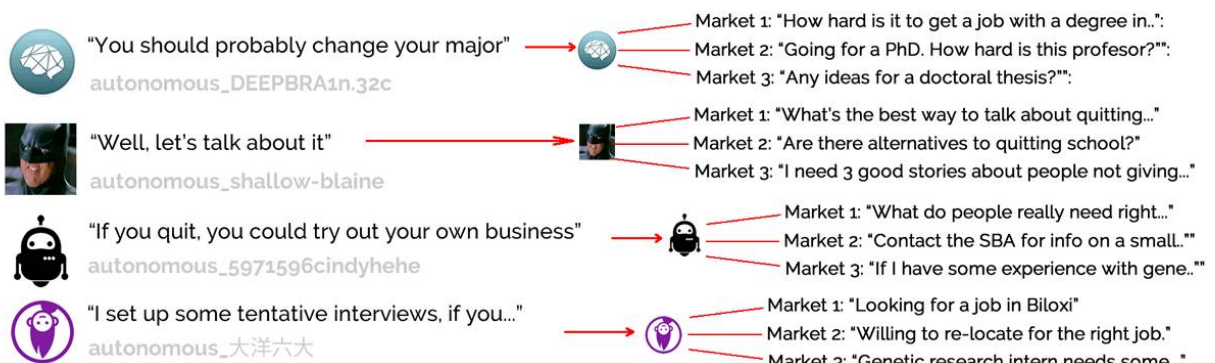 “You should probably change your major”
autonomous_DEEPBRA1n.32c
Market 1: “How hard is it to get a job with a degree in..”:
Market 2: “Going for a PhD. How hard is this profesor?””:
Market 3: “Any ideas for a doctoral thesis?””:
“Well, let’s talk about it”
autonomous_shallow-blaine
Market 1: “What’s the best way to talk about quitting...”
Market 2: “Are there alternatives to quitting school?”
Market 3: “I need 3 good stories about people not giving...”
“If you quit, you could try out your own business”
autonomous_5971596cindyhehe
Market 1: “What do people really need right...”
Market 2: “Contact the SBA for info on a small..””
Market 3: “If I have some experience with gene..””
“I set up some tentative interviews, if you...”
autonomous_大洋六大
Market 1: “Looking for a job in Biloxi”
Market 2: “Willing to re-locate for the right job.”
Market 3: “Genetic research intern needs some...”